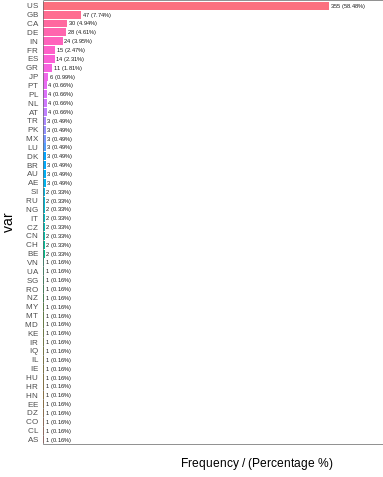 US 355 (58.48%)
GB 47 (7.74%)
CA 30 (4.94%)
DE 28 (4.61%)
IN 24 (3.95%)
FR 15 (2.47%)
ES 14 (2.31%)
GR 11 (1.81%)
JP 6 (0.99%)
PT 4 (0.66%)
PL 4 (0.66%)
NL 4 (0.66%)
AT 4 (0.66%)
TR 3 (0.49%)
PK 3 (0.49%)
MX 3 (0.49%)
LU 3 (0.49%)
DK 3 (0.49%)
BR 3 (0.49%)
AU 3 (0.49%)
AE 3 (0.49%)
SI 2 (0.33%)
RU 2 (0.33%)
NG 2 (0.33%)
IT 2 (0.33%)
CZ 2 (0.33%)
CN 2 (0.33%)
CH 2 (0.33%)
BE 2 (0.33%)
VN 1 (0.16%)
UA 1 (0.16%)
SG 1 (0.16%)
RO 1 (0.16%)
NZ 1 (0.16%)
MY 1 (0.16%)
MT 1 (0.16%)
MD 1 (0.16%)
KE 1 (0.16%)
IR 1 (0.16%)
IQ 1 (0.16%)
IL 1 (0.16%)
IE 1 (0.16%)
HU 1 (0.16%)
HR 1 (0.16%)
HN 1 (0.16%)
EE 1 (0.16%)
DZ 1 (0.16%)
CO 1 (0.16%)
CL 1 (0.16%)
AS 1 (0.16%)
var
Frequency / (Percentage %)